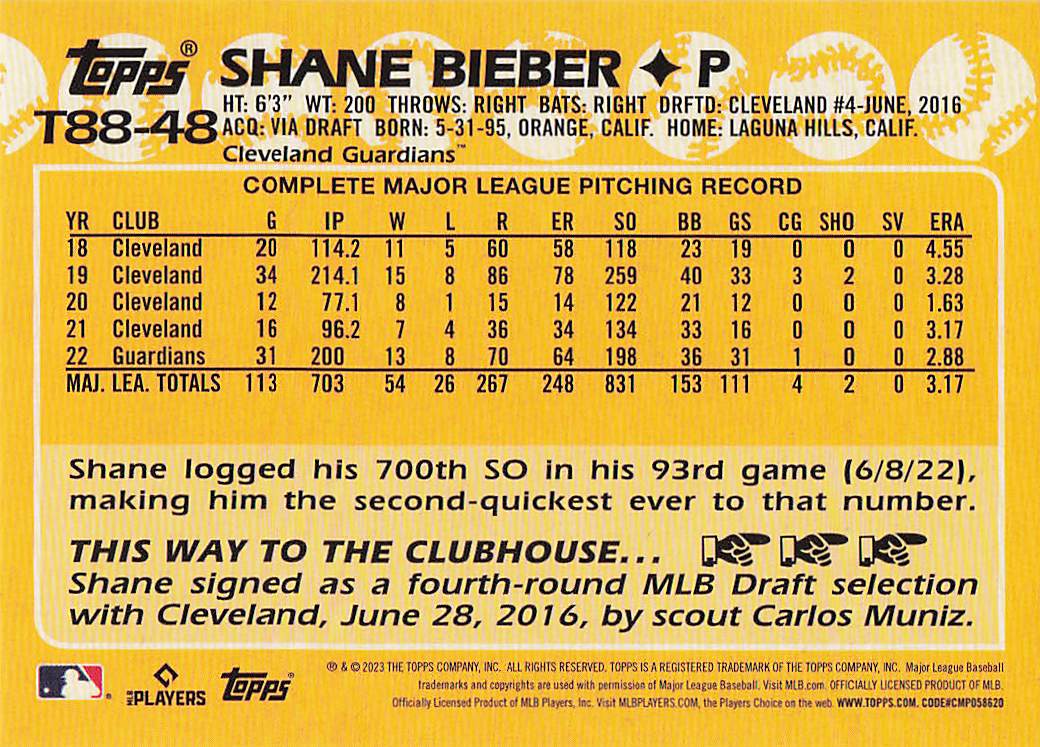 Topps® SHANE BIEBER ✦ P
T88-48 HT: 6'3" WT: 200 THROWS: RIGHT BATS: RIGHT DRFTD: CLEVELAND #4-JUNE, 2016
ACQ: VIA DRAFT BORN: 5-31-95, ORANGE, CALIF. HOME: LAGUNA HILLS, CALIF.
Cleveland Guardians™
COMPLETE MAJOR LEAGUE PITCHING RECORD
YR CLUB G IP W L R ER SO BB GS CG SHO SV ERA
18 Cleveland 20 114.2 11 5 60 58 118 23 19 0 0 0 4.55
19 Cleveland 34 214.1 15 8 86 78 259 40 33 3 2 0 3.28
20 Cleveland 12 77.1 8 1 15 14 122 21 12 0 0 0 1.63
21 Cleveland 16 96.2 7 4 36 34 134 33 16 0 0 0 3.17
22 Guardians 31 200 13 8 70 64 198 36 31 1 0 0 2.88
MAJ. LEA. TOTALS 113 703 54 26 267 248 831 153 111 4 2 0 3.17
Shane logged his 700th SO in his 93rd game (6/8/22),
making him the second-quickest ever to that number.
THIS WAY TO THE CLUBHOUSE...
Shane signed as a fourth-round MLB Draft selection
with Cleveland, June 28, 2016, by scout Carlos Muniz.
MLB PLAYERS Topps®
® & © 2023 THE TOPPS COMPANY, INC. ALL RIGHTS RESERVED. TOPPS IS A REGISTERED TRADEMARK OF THE TOPPS COMPANY, INC. Major League Baseball
trademarks and copyrights are used with permission of Major League Baseball. Visit MLB.com. OFFICIALLY LICENSED PRODUCT OF MLB.
Officially Licensed Product of MLB Players, Inc. Visit MLBPLAYERS.COM, the Players Choice on the web. WWW.TOPPS.COM. CODE#CMP058620